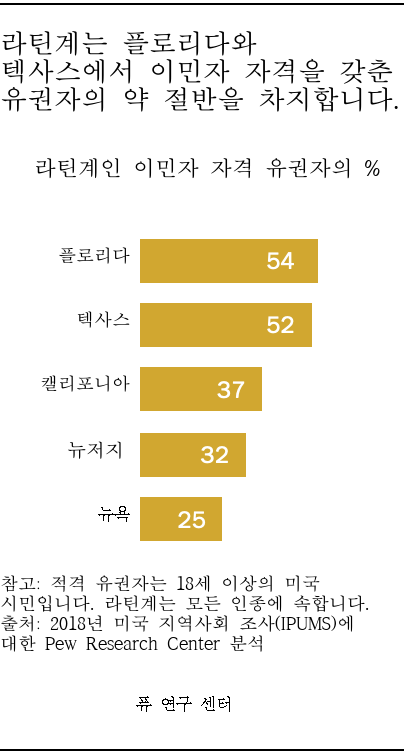 라틴계는 플로리다와
텍사스에서 이민자 자격을 갖춘
유권자의 약 절반을 차지합니다.
라틴계인 이민자 자격 유권자의 %
플로리다 54
텍사스 52
캘리포니아 37
뉴저지 32
뉴욕 25
참고: 적격 유권자는 18세 이상의 미국
시민입니다. 라틴계는 모든 인종에 속합니다.
출처: 2018년 미국 지역사회 조사(IPUMS)에
대한 Pew Research Center 분석
퓨 연구 센터